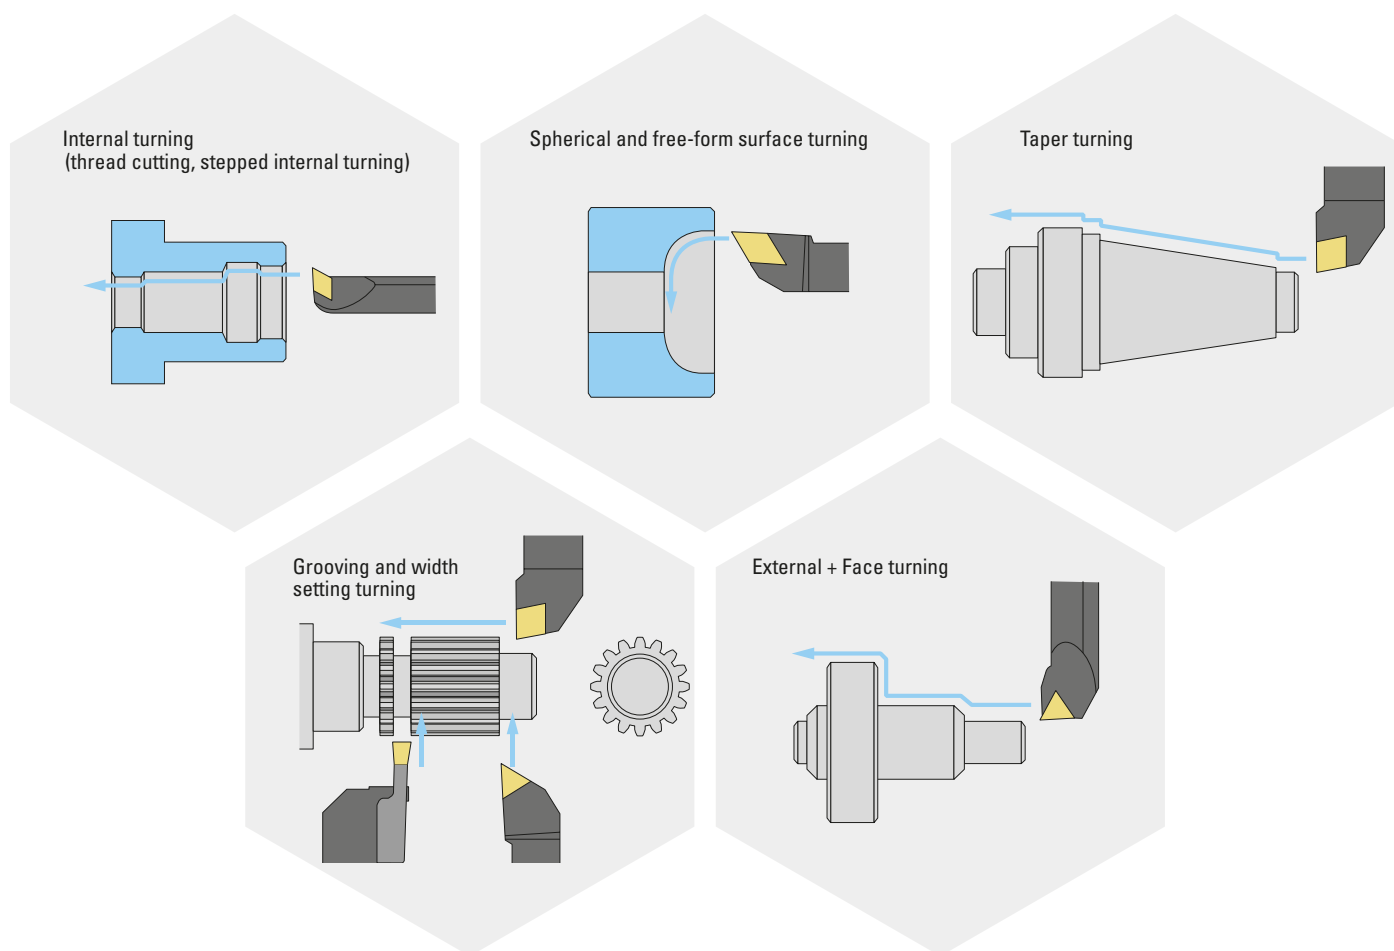 Internal turning
(thread cutting, stepped internal turning)
Spherical and free-form surface turning
Taper turning
Grooving and width
setting turning
External + Face turning